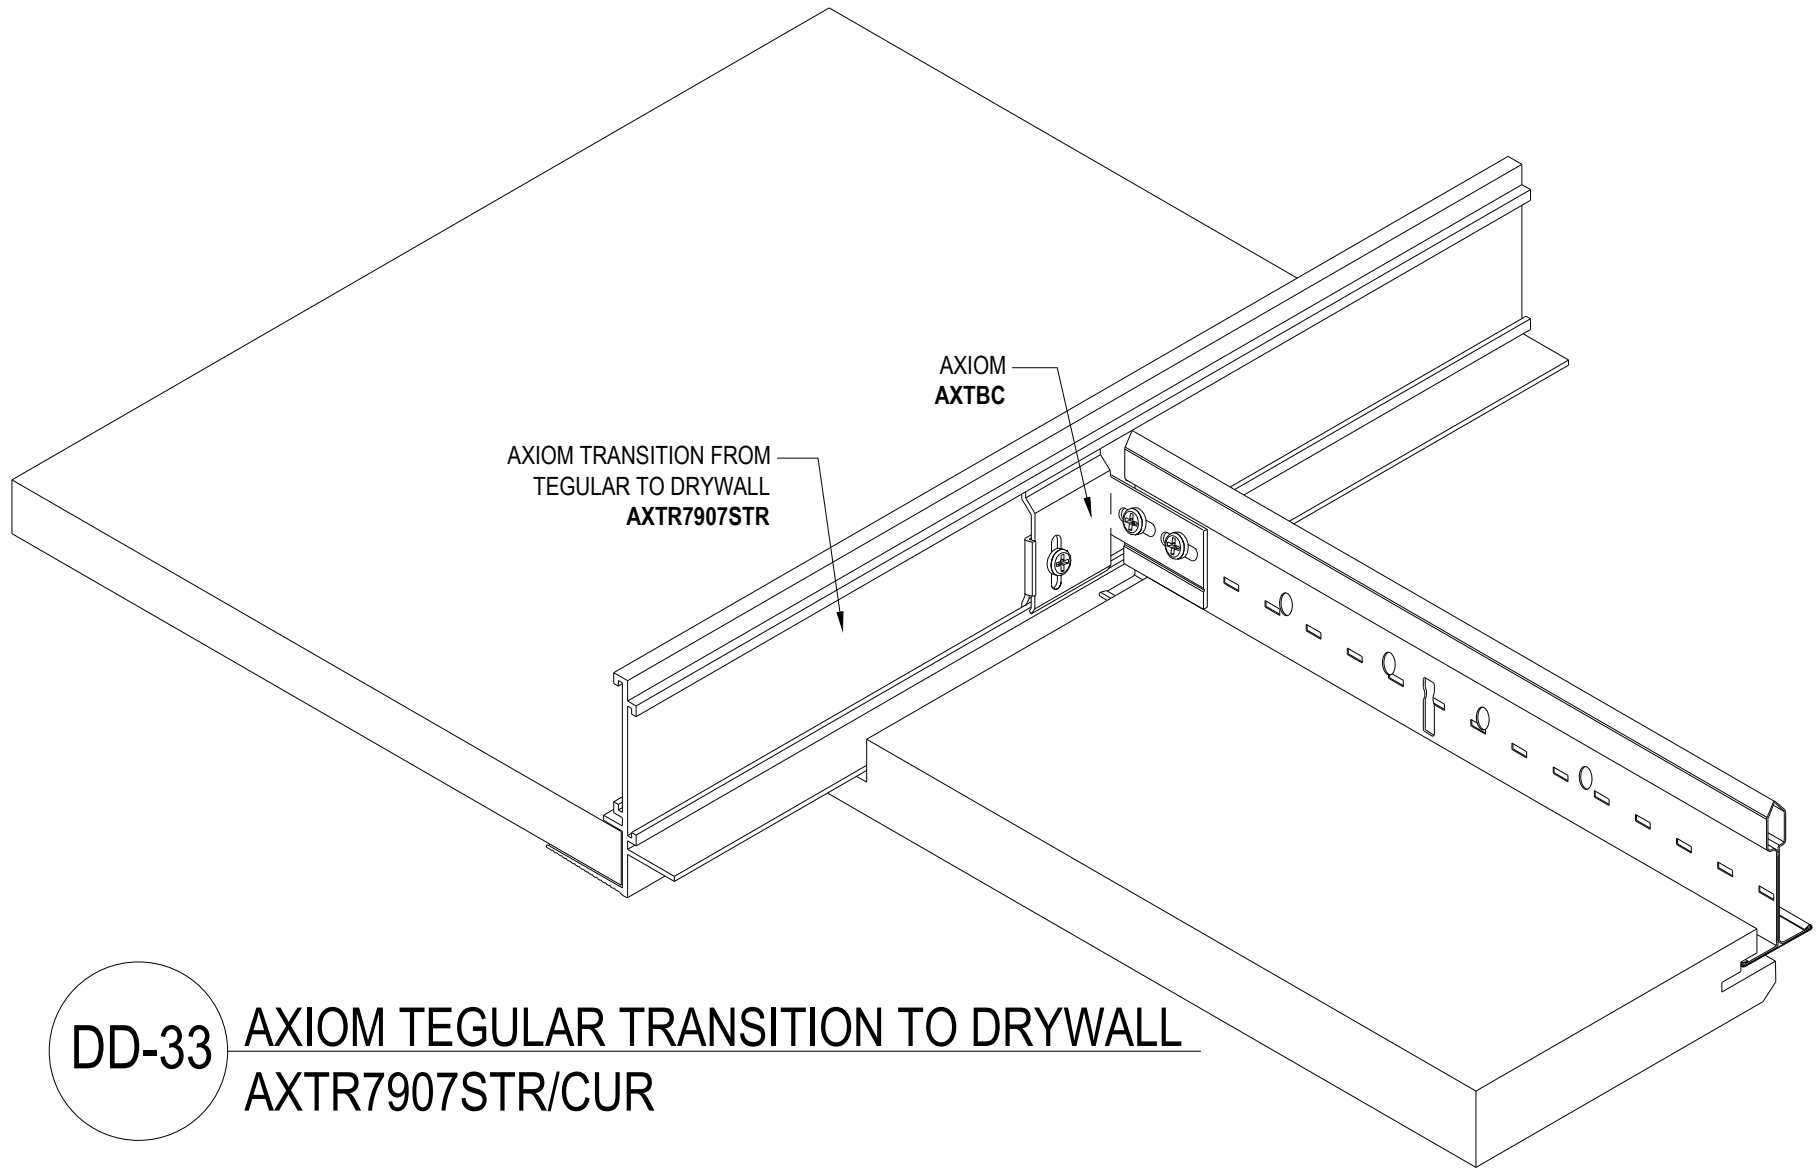 AXIOM
AXTBC
AXIOM TRANSITION FROM
TEGULAR TO DRYWALL
AXTR7907STR
DD-33
AXIOM TEGULAR TRANSITION TO DRYWALL
AXTR7907STR/CUR